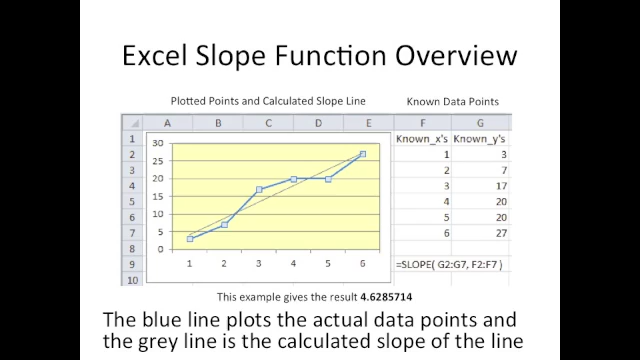 Excel Slope Function Overview
Plotted Points and Calculated Slope Line Known Data Points
A B C D E F G
1 Known_x's Known_y's
2 1 3
3 2 7
4 3 17
5 4 20
6 5 20
7 6 27
8
9 =SLOPE( G2:G7, F2:F7 )
10
30
25
20
15
10
5
0
1 2 3 4 5 6
This example gives the result 4.6285714
The blue line plots the actual data points and
the grey line is the calculated slope of the line